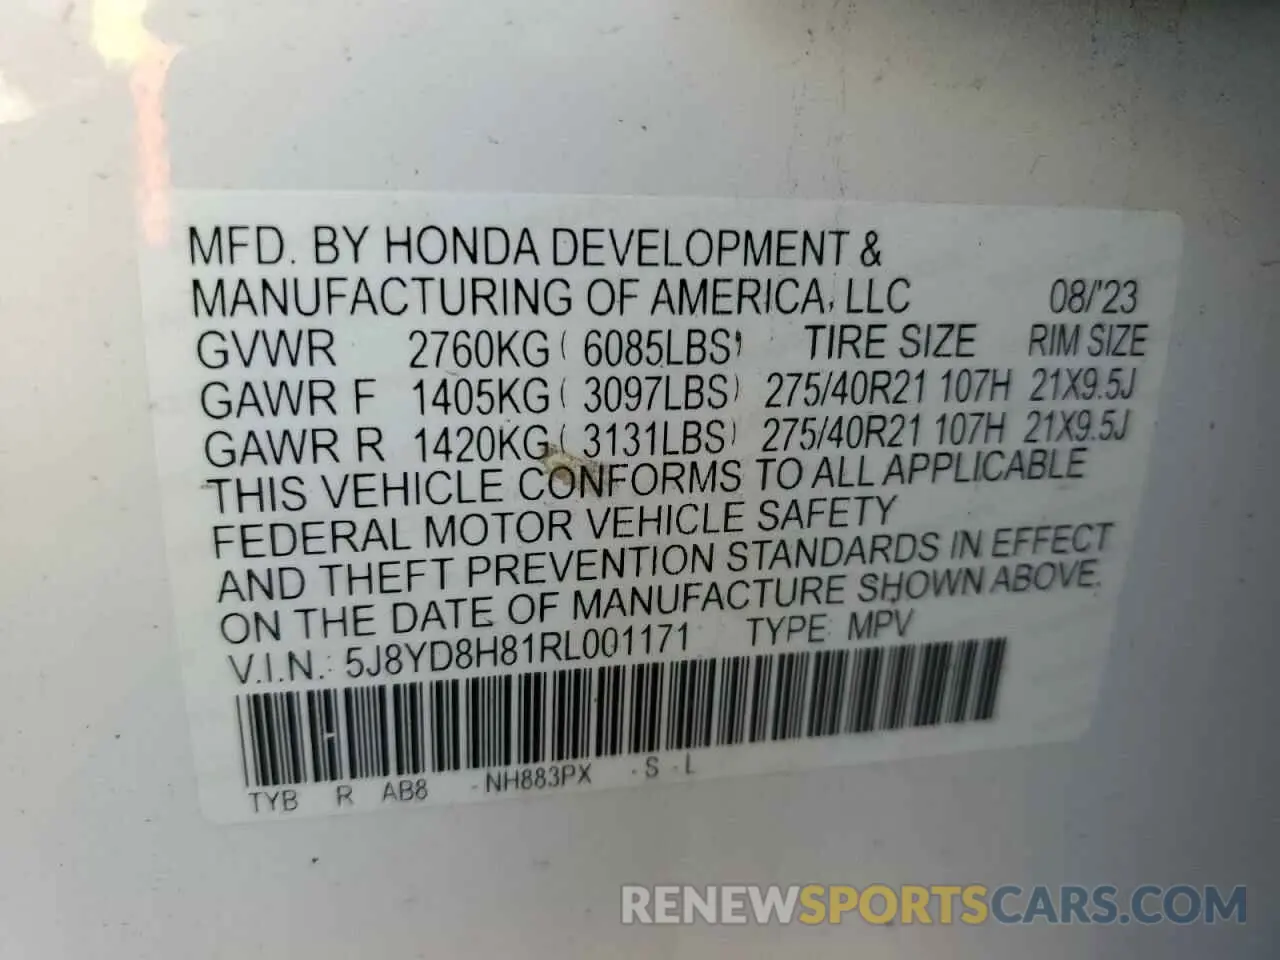 MFD. BY HONDA DEVELOPMENT &
MANUFACTURING OF AMERICA, LLC 08/'23
GVWR 2760KG ( 6085LBS) TIRE SIZE RIM SIZE
GAWR F 1405KG ( 3097LBS) 275/40R21 107H 21X9.5J
GAWR R 1420KG ( 3131LBS) 275/40R21 107H 21X9.5J
THIS VEHICLE CONFORMS TO ALL APPLICABLE
FEDERAL MOTOR VEHICLE SAFETY
AND THEFT PREVENTION STANDARDS IN EFFECT
ON THE DATE OF MANUFACTURE SHOWN ABOVE.
V.I.N.: 5J8YD8H81RL001171 TYPE: MPV
TYB R AB8 - NH883PX - S - L
RENEWSPORTSCARS.COM